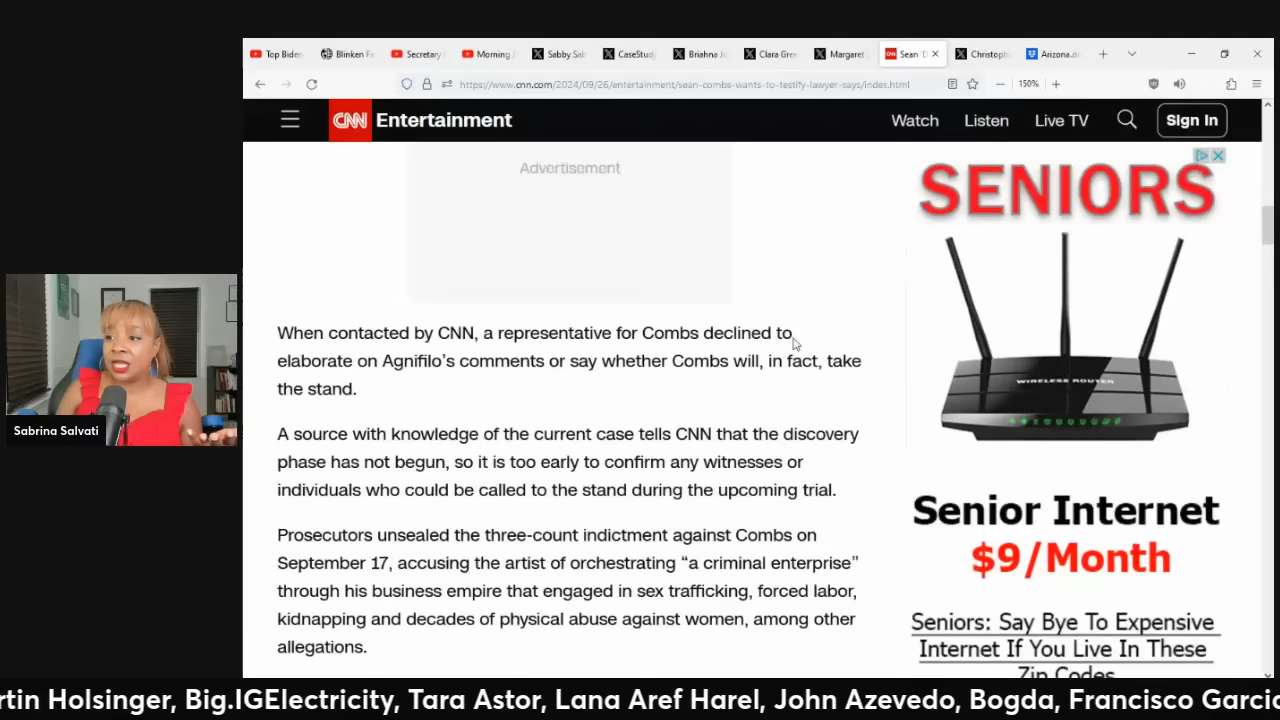 Top Biden
Blinken Fa
Secretary
Morning J
Sabby Sab
CaseStud
Briahna Jo
Clara Gree
Margaret
Sean 'D
Christoph
Arizona.de
https://www.cnn.com/2024/09/26/entertainment/sean-combs-wants-to-testify-lawyer-says/index.html
150%
CNN Entertainment
Watch
Listen
Live TV
Sign In
Advertisement
When contacted by CNN, a representative for Combs declined to
elaborate on Agnifilo's comments or say whether Combs will, in fact, take
the stand.
A source with knowledge of the current case tells CNN that the discovery
phase has not begun, so it is too early to confirm any witnesses or
individuals who could be called to the stand during the upcoming trial.
Prosecutors unsealed the three-count indictment against Combs on
September 17, accusing the artist of orchestrating “a criminal enterprise”
through his business empire that engaged in sex trafficking, forced labor,
kidnapping and decades of physical abuse against women, among other
allegations.
SENIORS
WIRELESS ROUTER
Senior Internet
$9/Month
Seniors: Say Bye To Expensive
Internet If You Live In These
Zip Codes
Sabrina Salvati
rtin Holsinger, Big.IGElectricity, Tara Astor, Lana Aref Harel, John Azevedo, Bogda, Francisco Garcia